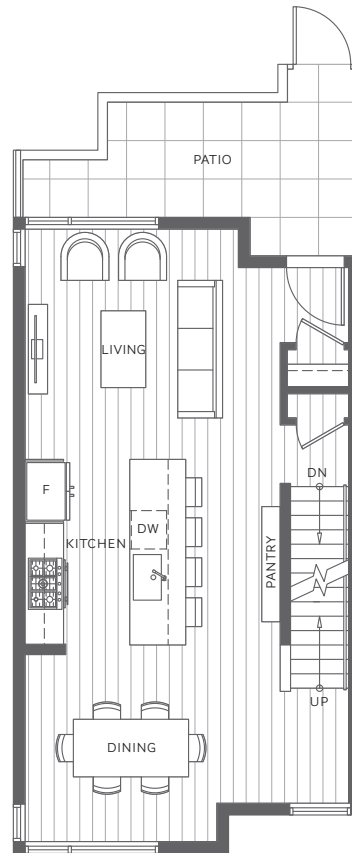 PATIO
LIVING
DN
F
DW
KITCHEN
PANTRY
UP
DINING